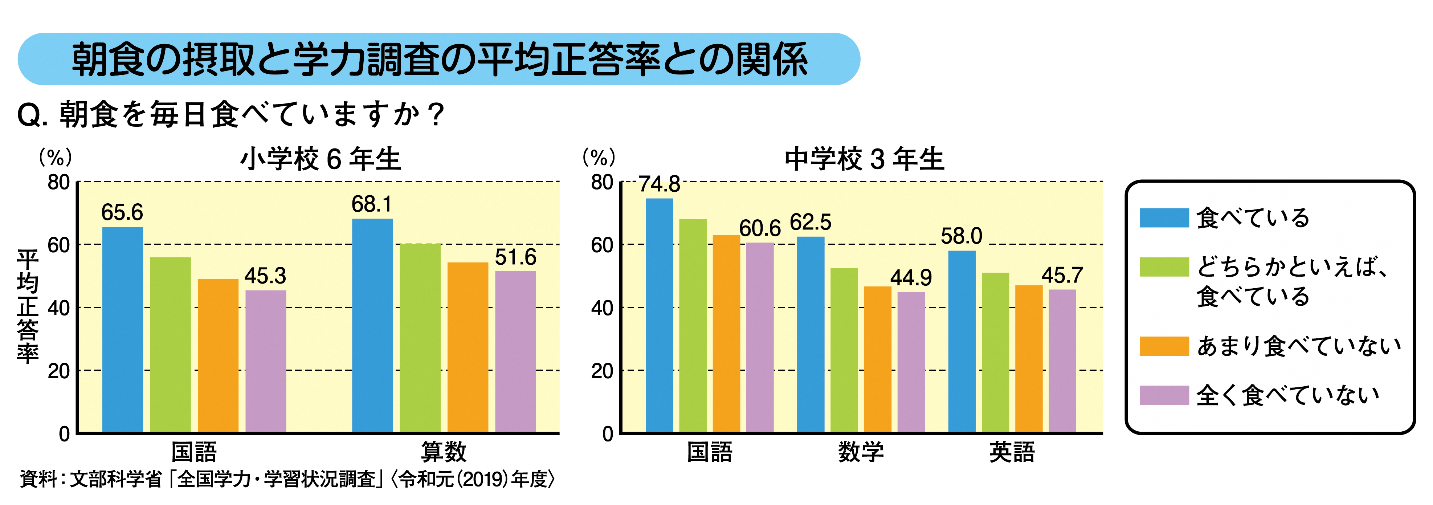 朝食の摂取と学力調査の平均正答率との関係
Q. 朝食を毎日食べていますか？
(%)
小学校6年生
平均正答率
80
60
40
20
0
65.6
45.3
68.1
51.6
国語
算数
(%)
中学校3年生
80
60
40
20
0
74.8
60.6
62.5
44.9
58.0
45.7
国語
数学
英語
食べている
どちらかといえば、
食べている
あまり食べていない
全く食べていない
資料：文部科学省「全国学力・学習状況調査」〈令和元(2019)年度〉